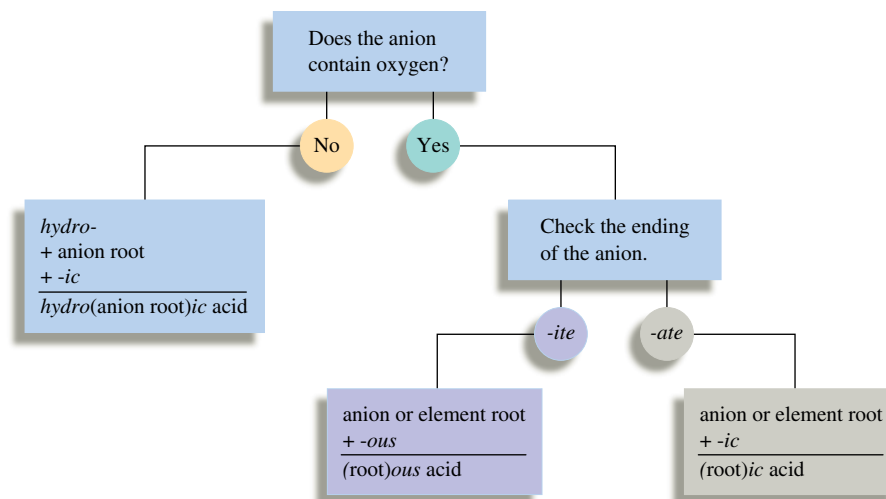 Does the anion
contain oxygen?
No
Yes
hydro-
+ anion root
+ -ic
hydro(anion root)ic acid
Check the ending
of the anion.
-ite
-ate
anion or element root
+ -ous
(root)ous acid
anion or element root
+ -ic
(root)ic acid